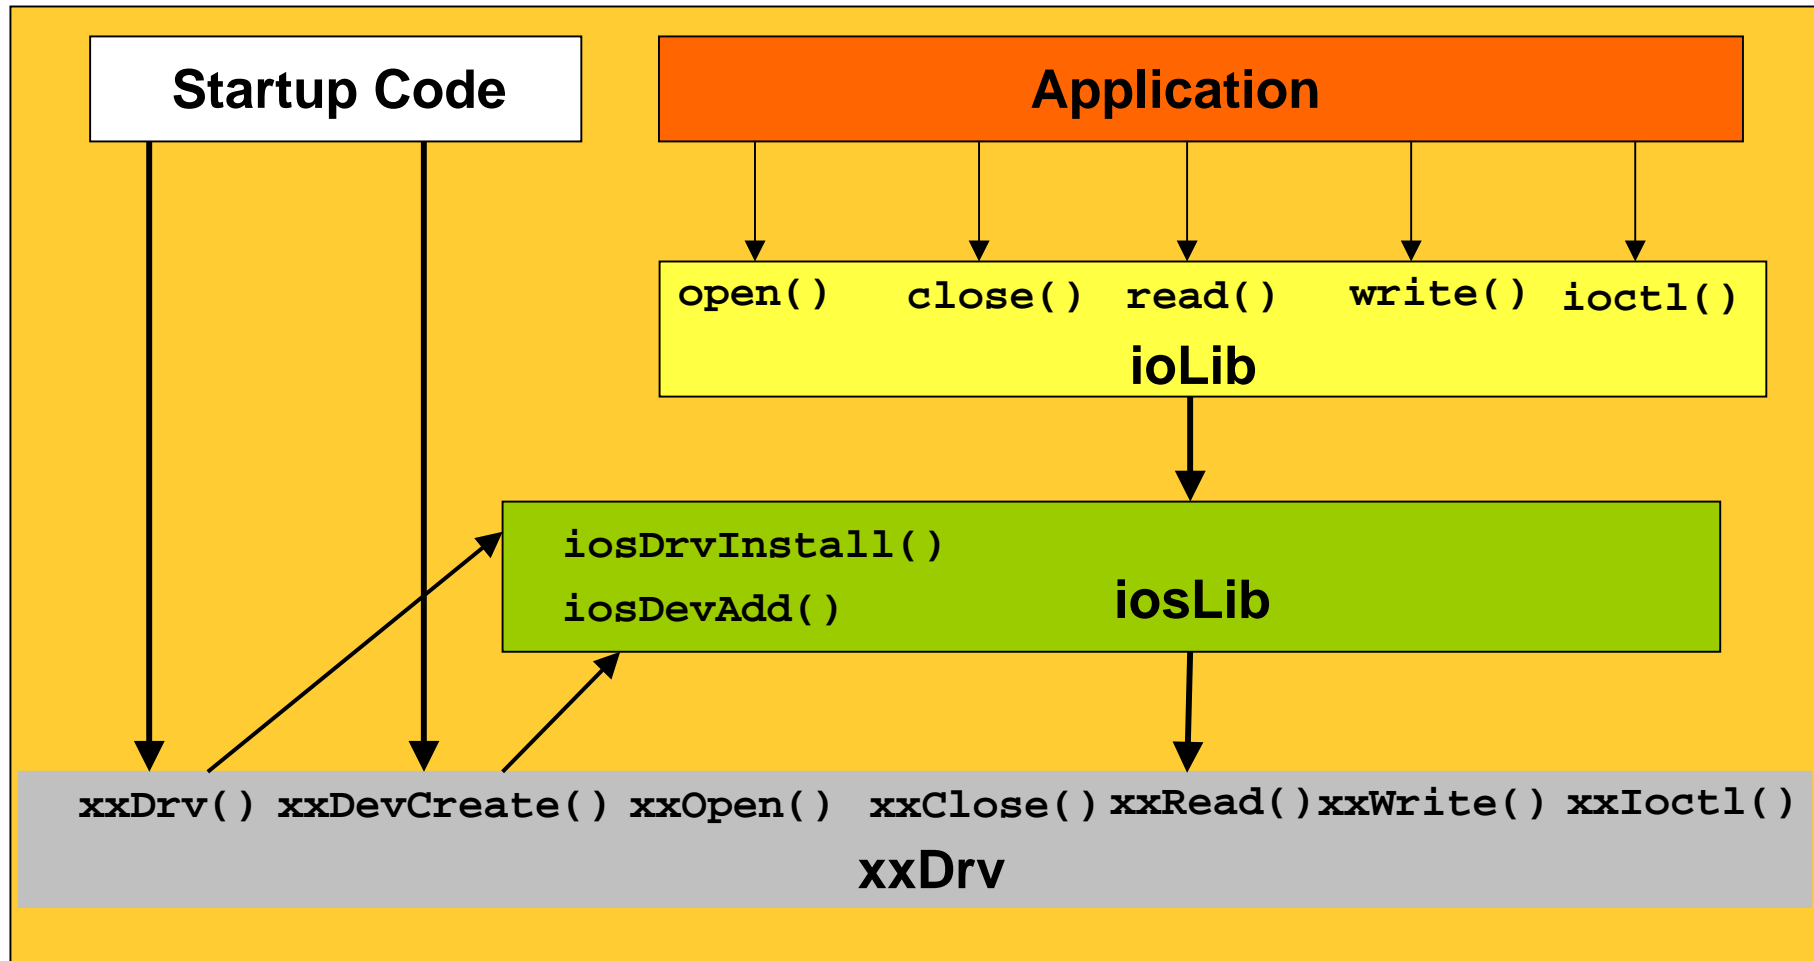 Startup Code
Application
open() close() read() write() ioctl()
ioLib
iosDrvInstall()
iosDevAdd()
iosLib
xxDrv() xxDevCreate() xxOpen() xxClose() xxRead() xxWrite() xxIoctl()
xxDrv